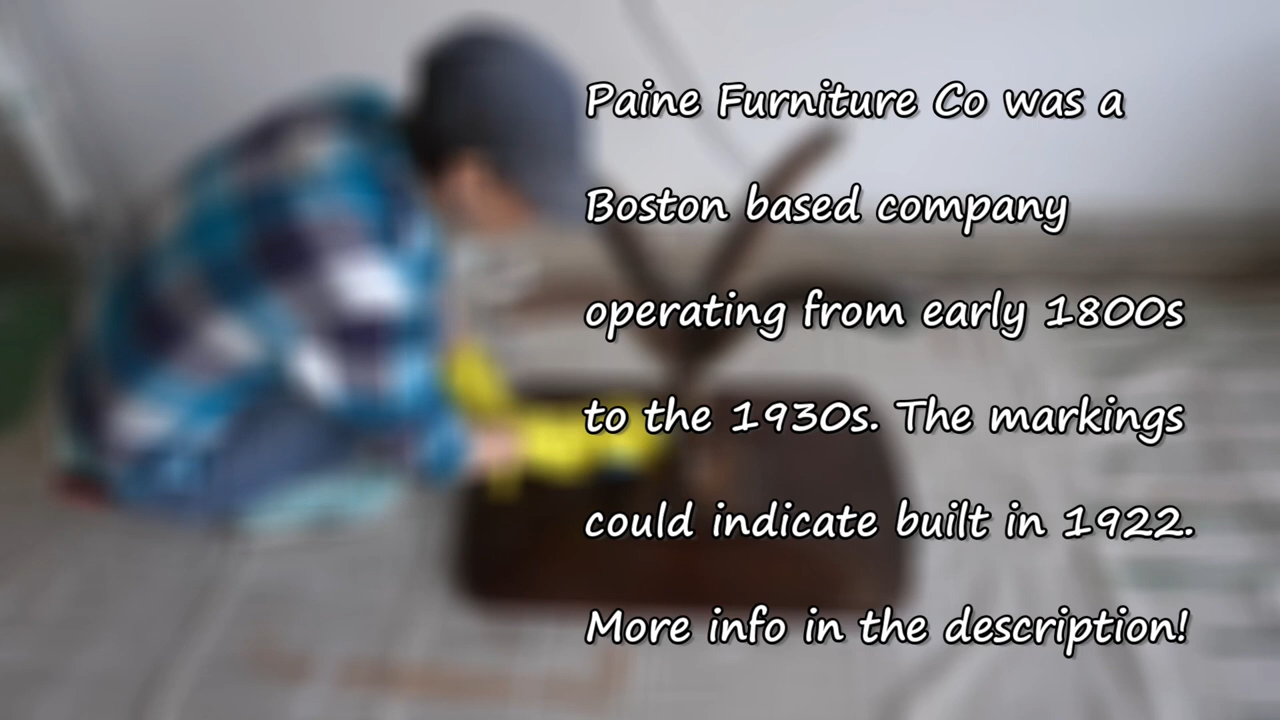 Paine Furniture Co was a
Boston based company
operating from early 1800s
to the 1930s. The markings
could indicate built in 1922.
More info in the description!